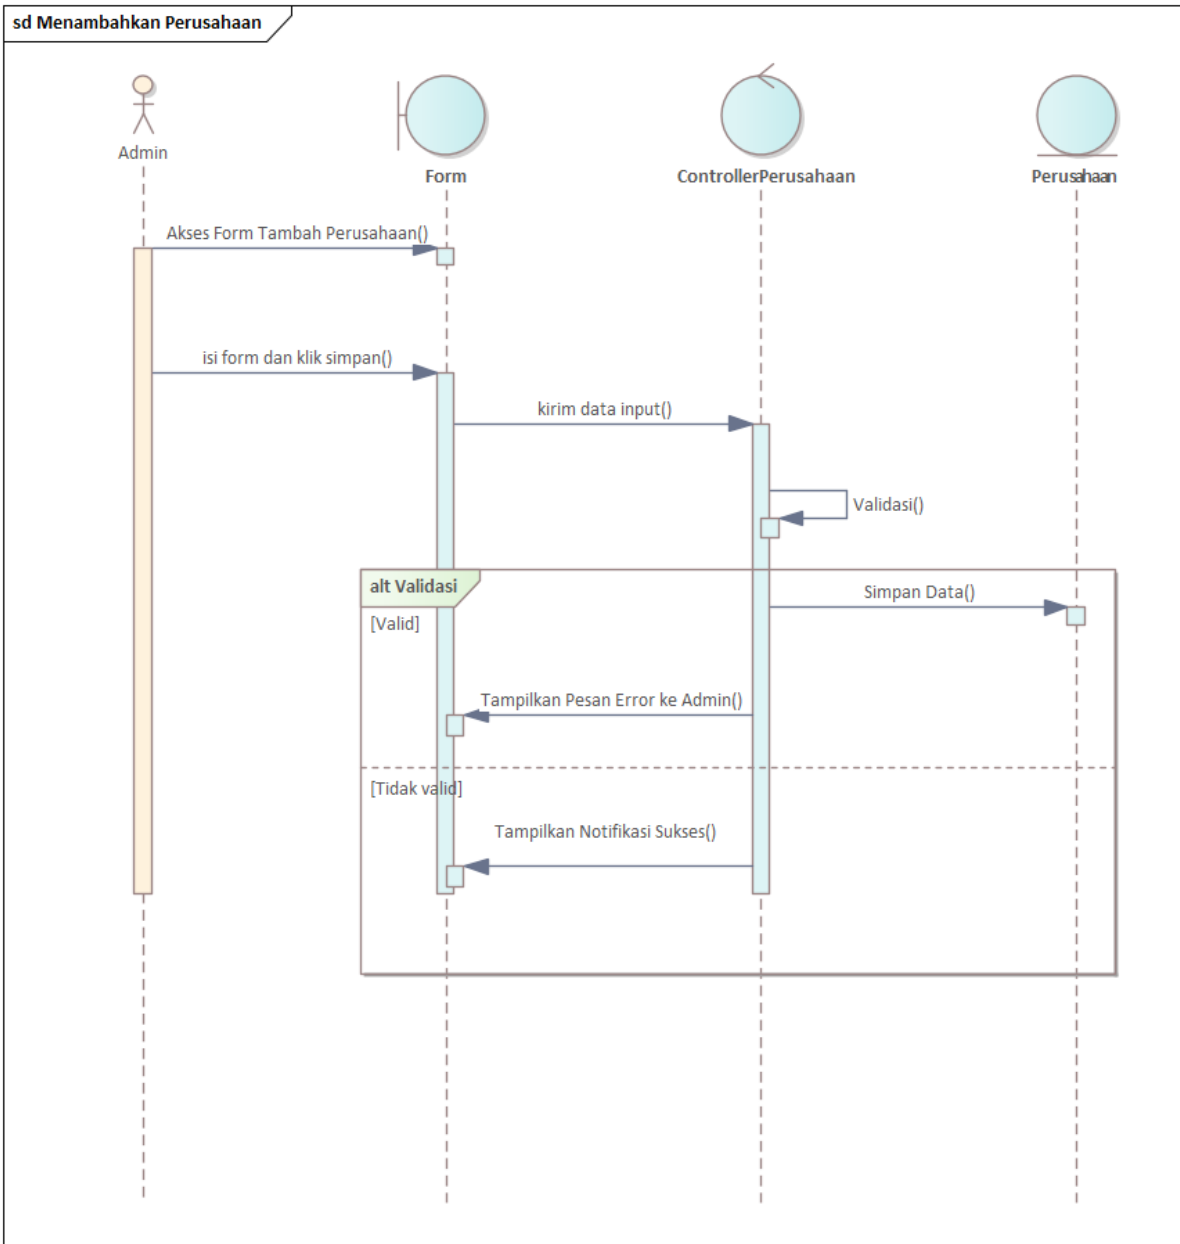 sd Menambahkan Perusahaan
Admin
Form
ControllerPerusahaan
Perusahaan
Akses Form Tambah Perusahaan()
isi form dan klik simpan()
kirim data input()
Validasi()
alt Validasi
Simpan Data()
[Valid]
Tampilkan Pesan Error ke Admin()
[Tidak valid]
Tampilkan Notifikasi Sukses()